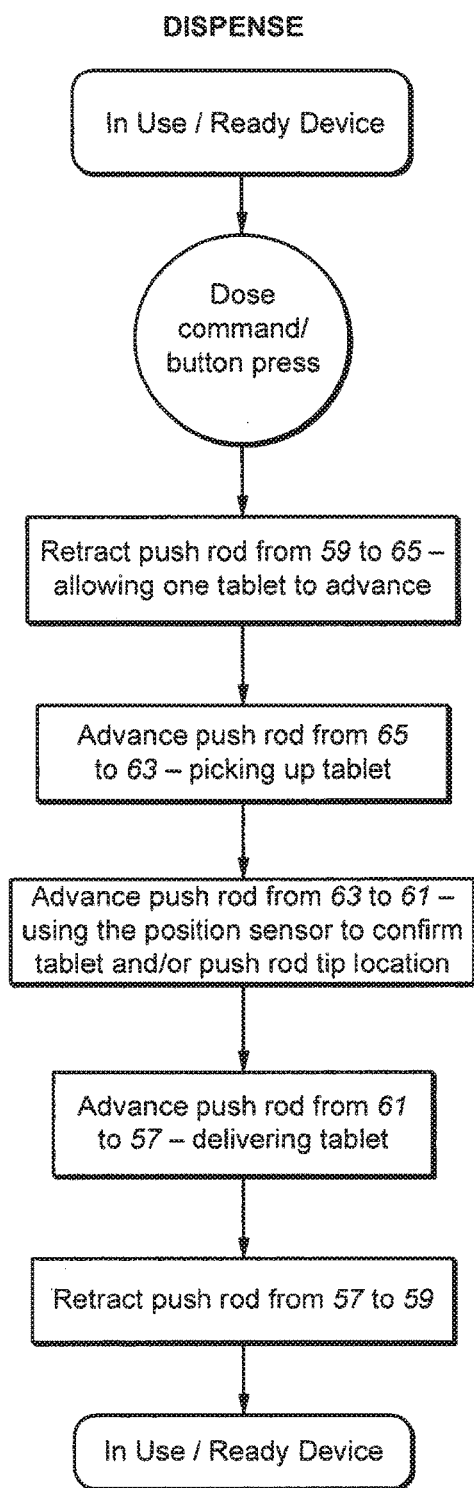 DISPENSE
In Use / Ready Device
Dose
command/
button press
Retract push rod from 59 to 65 –
allowing one tablet to advance
Advance push rod from 65
to 63 – picking up tablet
Advance push rod from 63 to 61 –
using the position sensor to confirm
tablet and/or push rod tip location
Advance push rod from 61
to 57 – delivering tablet
Retract push rod from 57 to 59
In Use / Ready Device